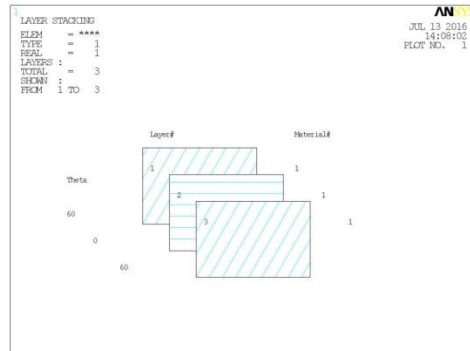 1
LAYER STACKING
ANSYS
JUL 13 2016
14:08:02
PLOT NO. 1
ELEM = ****
TYPE = 1
REAL = 1
LAYERS :
TOTAL = 3
SHOWN :
FROM 1 TO 3
Layer# Material#
1 1
Theta 2 1
60 3 1
0
60